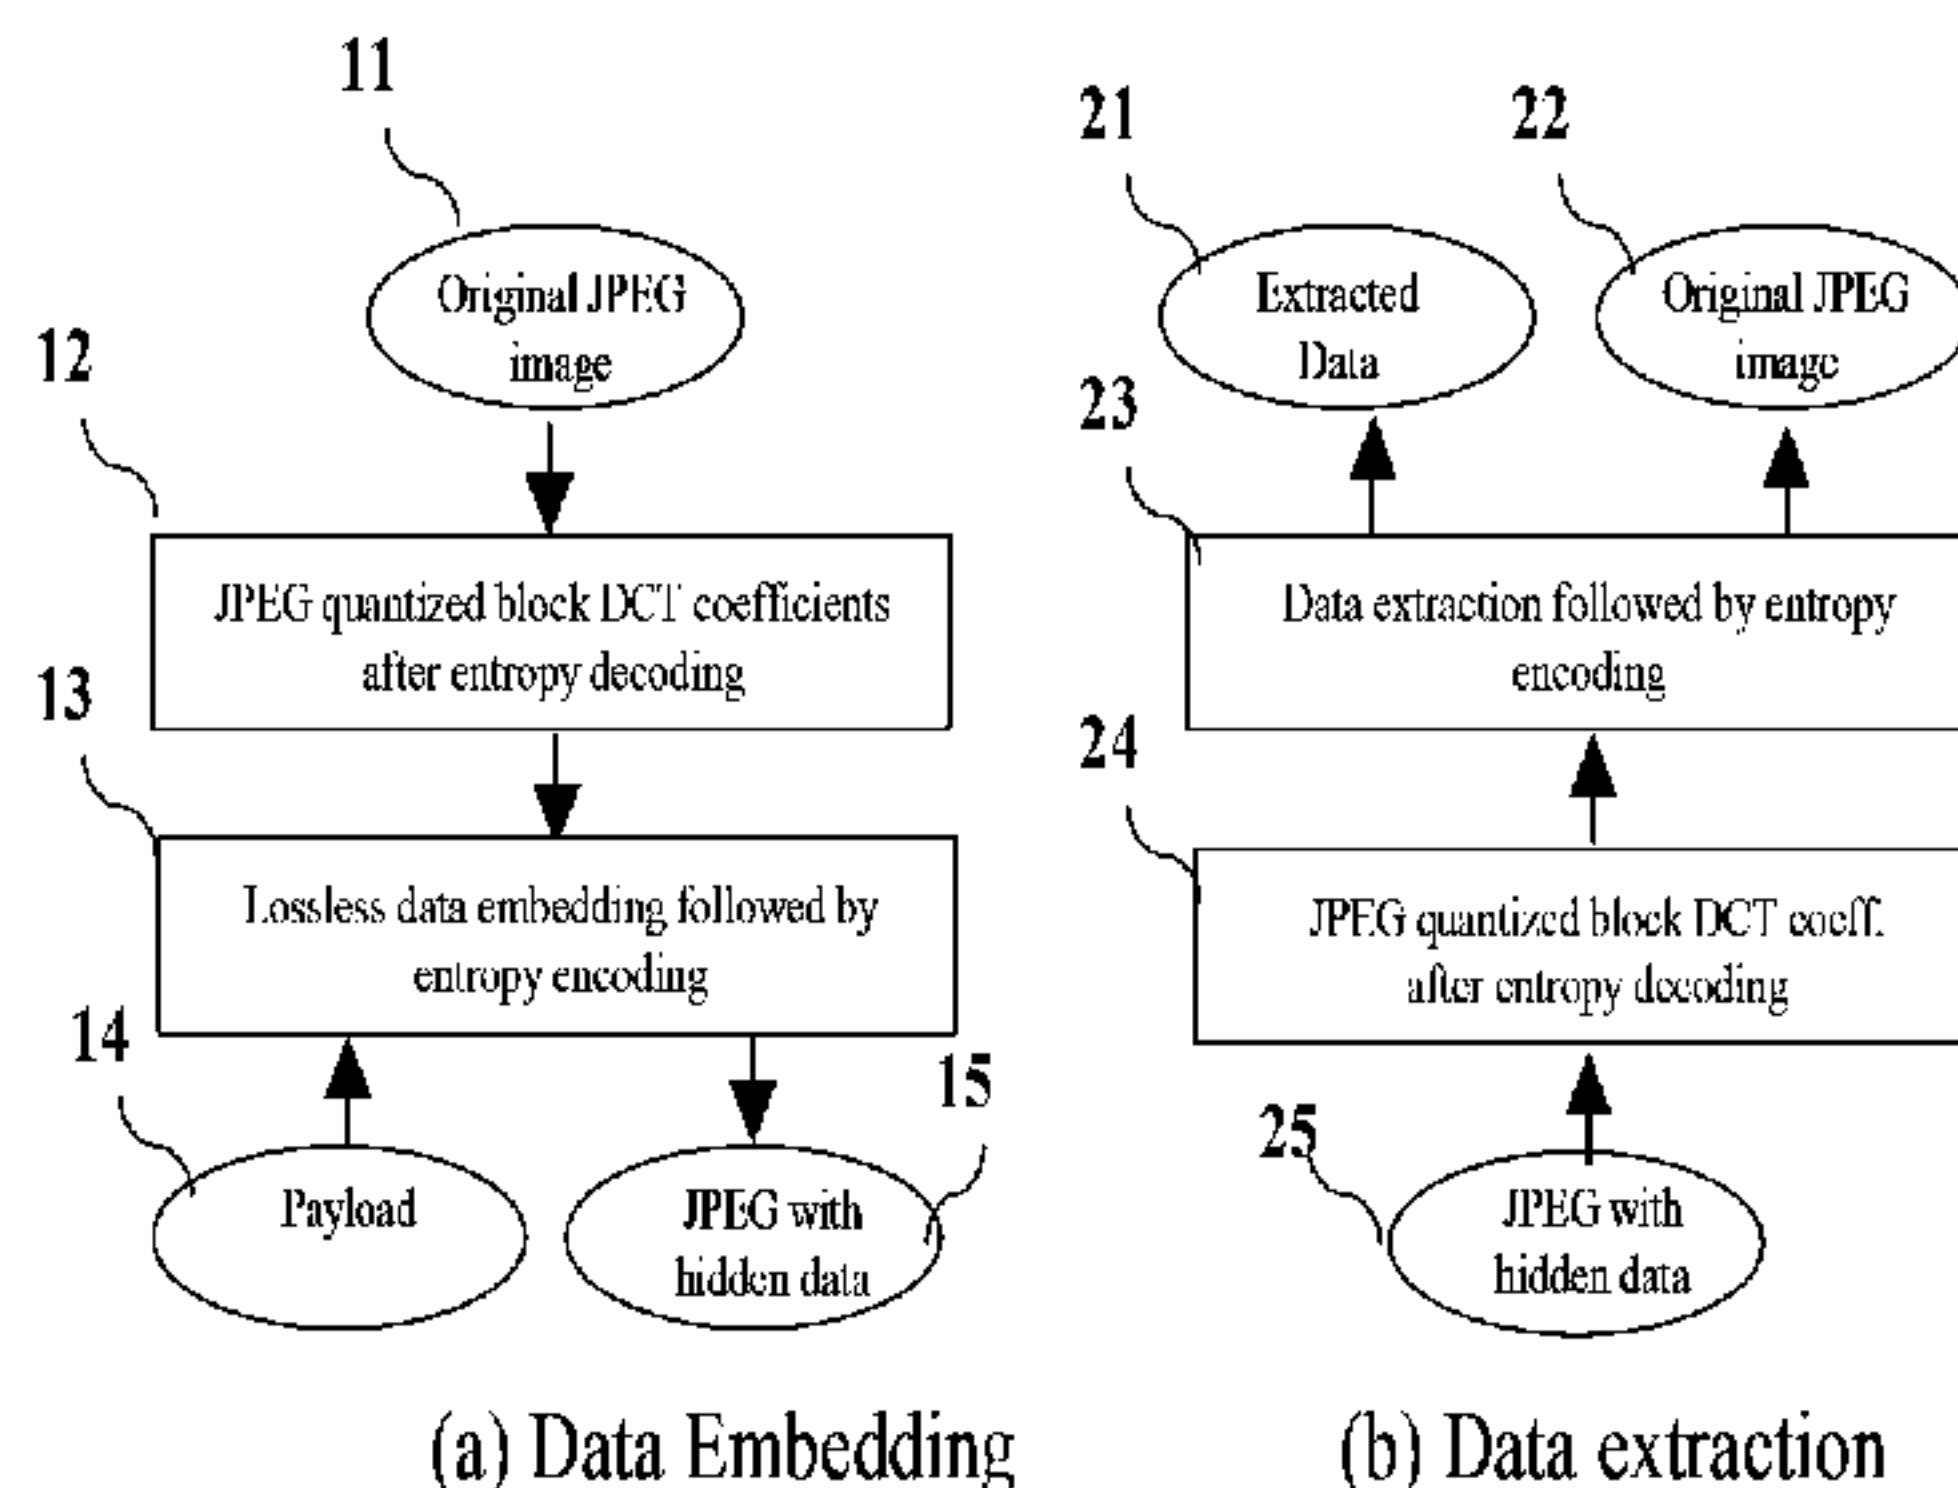 11
Original JPEG
image
12
JPEG quantized block DCT coefficients
after entropy decoding
13
Lossless data embedding followed by
entropy encoding
14
Payload
15
JPEG with
hidden data
(a) Data Embedding
21
Extracted
Data
22
Original JPEG
image
23
Data extraction followed by entropy
encoding
24
JPEG quantized block DCT coeff.
after entropy decoding
25
JPEG with
hidden data
(b) Data extraction